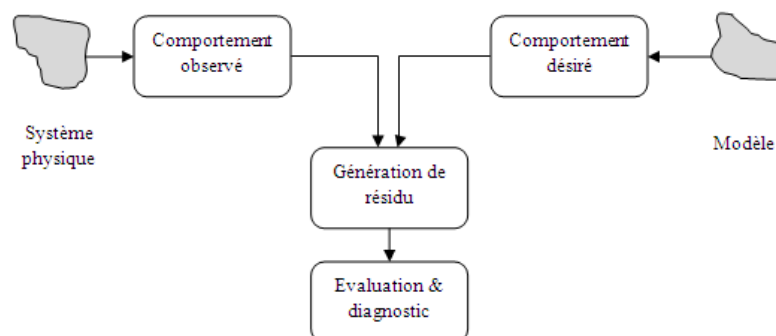 Comportement
observé
Comportement
désiré
Système
physique
Modèle
Génération de
résidu
Evaluation &
diagnostic